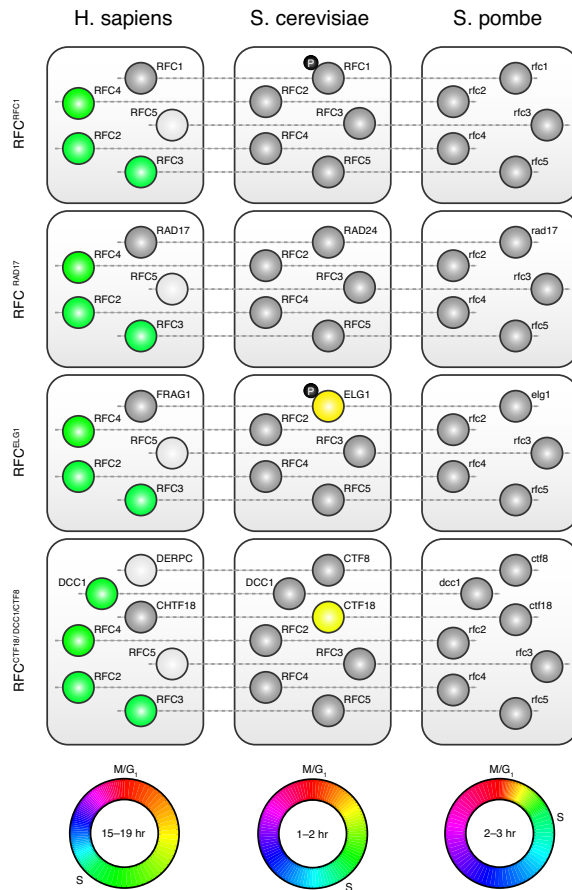 H. sapiens S. cerevisiae S. pombe
RFC^RFC1
RFC1 P RFC1 rfc1
RFC4 RFC2 rfc2
RFC5 RFC3 rfc3
RFC2 RFC4 rfc4
RFC3 RFC5 rfc5
RFC^RAD17
RAD17 RAD24 rad17
RFC4 RFC2 rfc2
RFC5 RFC3 rfc3
RFC2 RFC4 rfc4
RFC3 RFC5 rfc5
RFC^ELG1
FRAG1 P ELG1 elg1
RFC4 RFC2 rfc2
RFC5 RFC3 rfc3
RFC2 RFC4 rfc4
RFC3 RFC5 rfc5
RFC^CTF18/DCC1/CTF8
DERPC CTF8 ctf8
DCC1 DCC1 dcc1
CHTF18 CTF18 ctf18
RFC4 RFC2 rfc2
RFC5 RFC3 rfc3
RFC2 RFC4 rfc4
RFC3 RFC5 rfc5
M/G₁ M/G₁ M/G₁
S
15–19 hr 1–2 hr 2–3 hr
S S